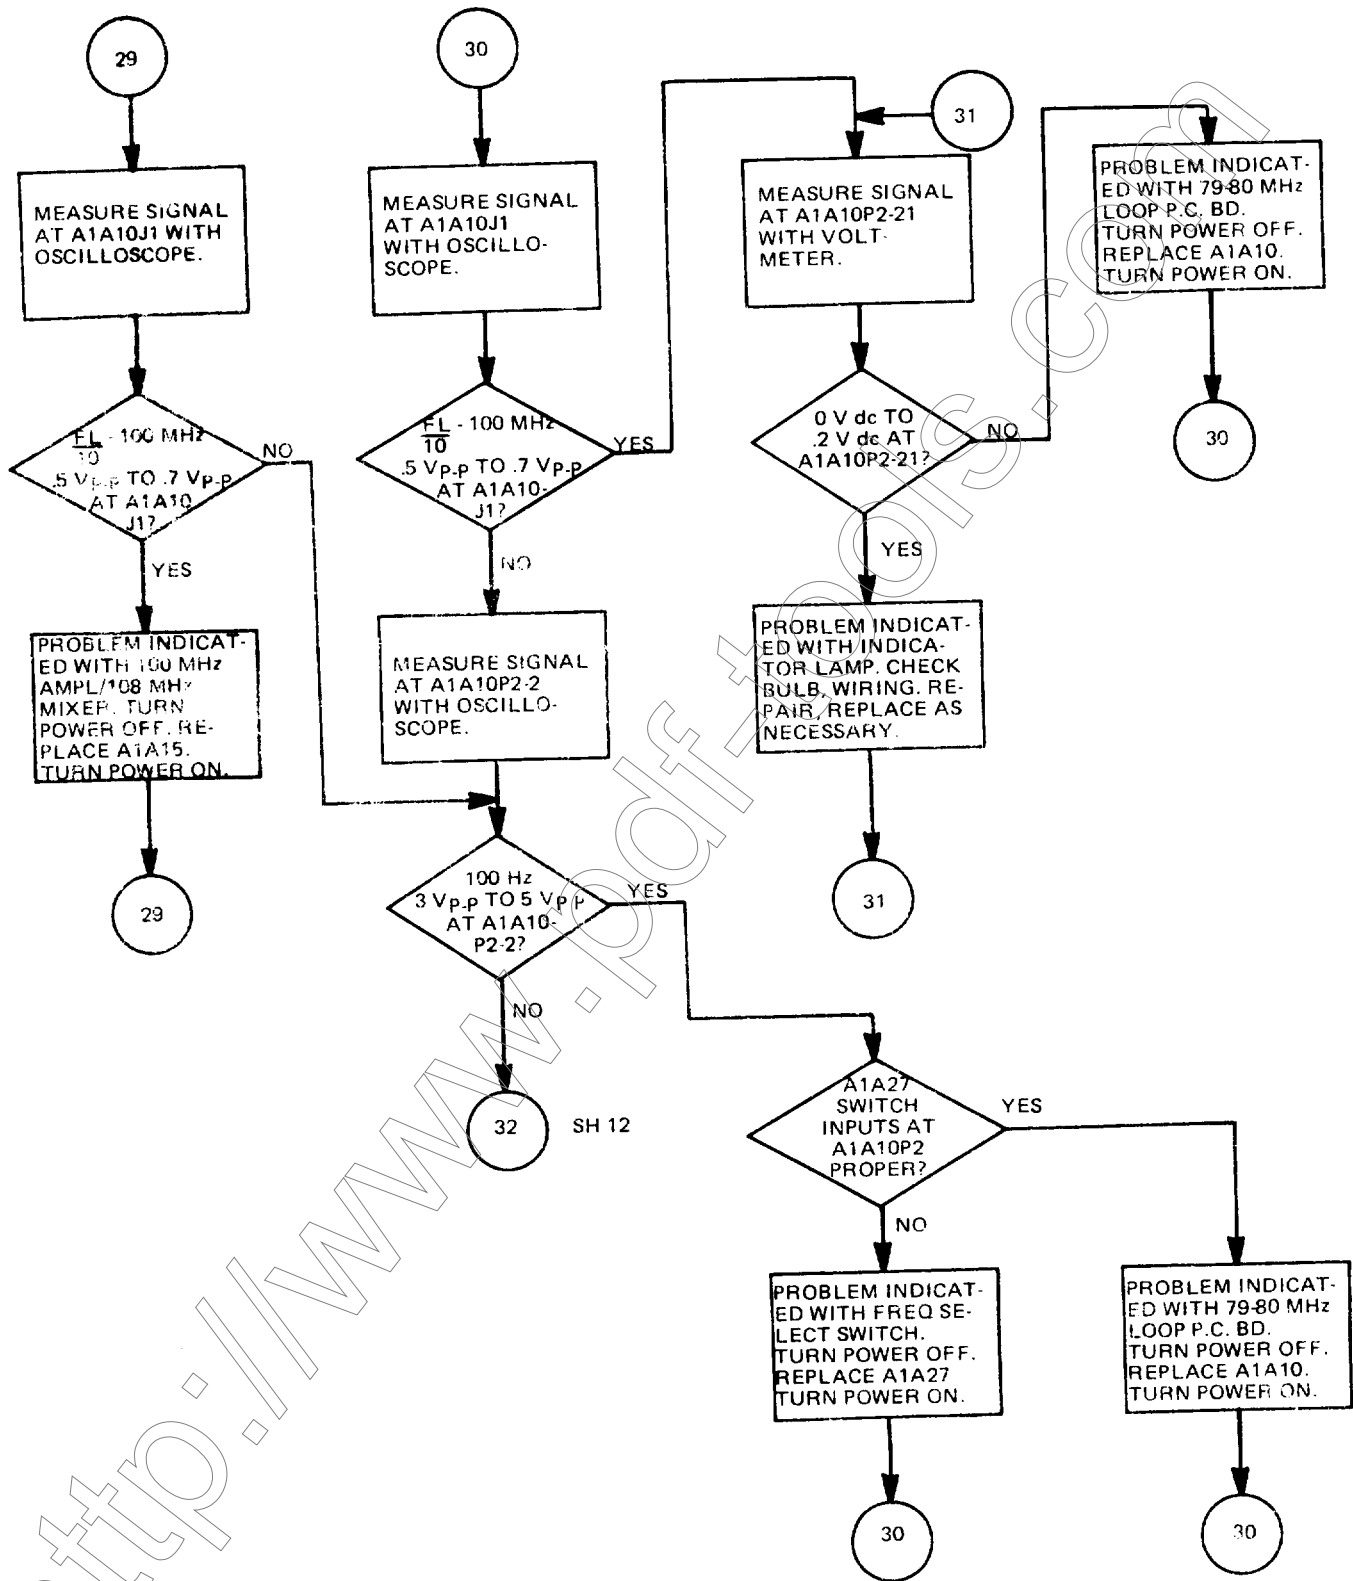 29
MEASURE SIGNAL
AT A1A10J1 WITH
OSCILLOSCOPE.
FL - 100 MHz
10
.5 VP-P TO .7 VP-P
AT A1A10
J1?
NO
YES
PROBLEM INDICAT-
ED WITH 100 MHz
AMPL/108 MHz
MIXER. TURN
POWER OFF. RE-
PLACE A1A15.
TURN POWER ON.
29
30
MEASURE SIGNAL
AT A1A10J1
WITH OSCILLO-
SCOPE.
FL - 100 MHz
10
.5 VP-P TO .7 VP-P
AT A1A10-
J1?
YES
NO
MEASURE SIGNAL
AT A1A10P2-2
WITH OSCILLO-
SCOPE.
100 Hz
3 VP-P TO 5 VP-P
AT A1A10-
P2-2?
YES
NO
32 SH 12
31
MEASURE SIGNAL
AT A1A10P2-21
WITH VOLT-
METER.
0 V dc TO
.2 V dc AT
A1A10P2-21?
NO
YES
PROBLEM INDICAT-
ED WITH INDICA-
TOR LAMP. CHECK
BULB, WIRING. RE-
PAIR, REPLACE AS
NECESSARY.
31
PROBLEM INDICAT-
ED WITH 79-80 MHz
LOOP P.C. BD.
TURN POWER OFF.
REPLACE A1A10.
TURN POWER ON.
30
A1A27
SWITCH
INPUTS AT
A1A10P2
PROPER?
YES
NO
PROBLEM INDICAT-
ED WITH FREQ SE-
LECT SWITCH.
TURN POWER OFF.
REPLACE A1A27
TURN POWER ON.
30
PROBLEM INDICAT-
ED WITH 79-80 MHz
LOOP P.C. BD.
TURN POWER OFF.
REPLACE A1A10.
TURN POWER ON.
30
http://www.pdf-tools.com